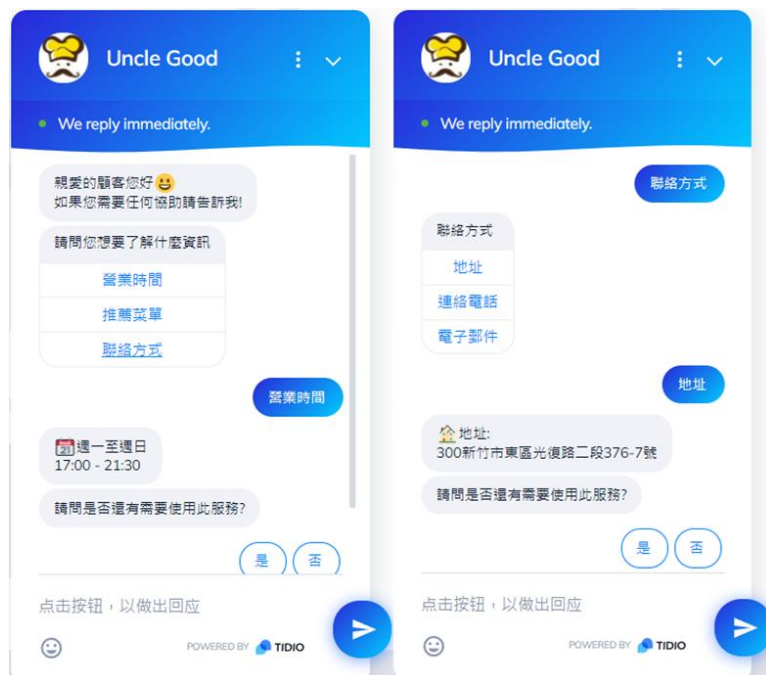 Uncle Good
We reply immediately.
親愛的顧客您好
如果您需要任何協助請告訴我!
請問您想要了解什麼資訊
營業時間
推薦菜單
聯絡方式
營業時間
週一至週日
17:00 - 21:30
請問是否還有需要使用此服務?
是
否
点击按钮，以做出回应
POWERED BY TIDIO
Uncle Good
We reply immediately.
聯絡方式
聯絡方式
地址
連絡電話
電子郵件
地址
地址:
300新竹市東區光復路二段376-7號
請問是否還有需要使用此服務?
是
否
点击按钮，以做出回应
POWERED BY TIDIO